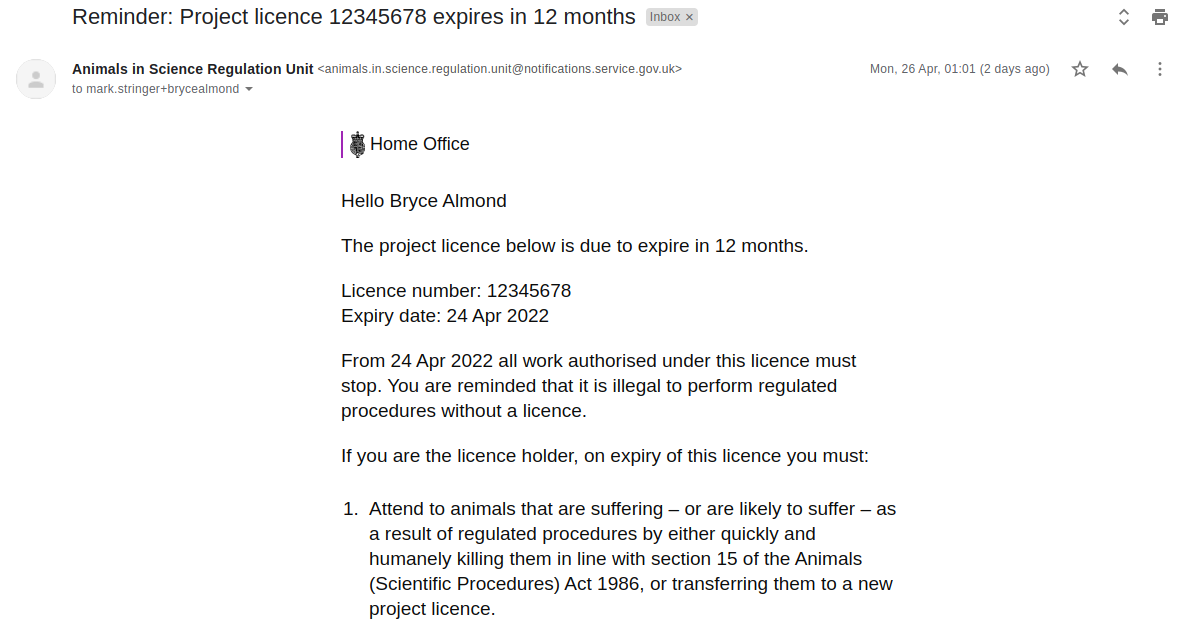 Reminder: Project licence 12345678 expires in 12 months Inbox ×
Animals in Science Regulation Unit <animals.in.science.regulation.unit@notifications.service.gov.uk>
Mon, 26 Apr, 01:01 (2 days ago)
to mark.stringer+brycealmond
Home Office
Hello Bryce Almond
The project licence below is due to expire in 12 months.
Licence number: 12345678
Expiry date: 24 Apr 2022
From 24 Apr 2022 all work authorised under this licence must
stop. You are reminded that it is illegal to perform regulated
procedures without a licence.
If you are the licence holder, on expiry of this licence you must:
1. Attend to animals that are suffering – or are likely to suffer – as
a result of regulated procedures by either quickly and
humanely killing them in line with section 15 of the Animals
(Scientific Procedures) Act 1986, or transferring them to a new
project licence.